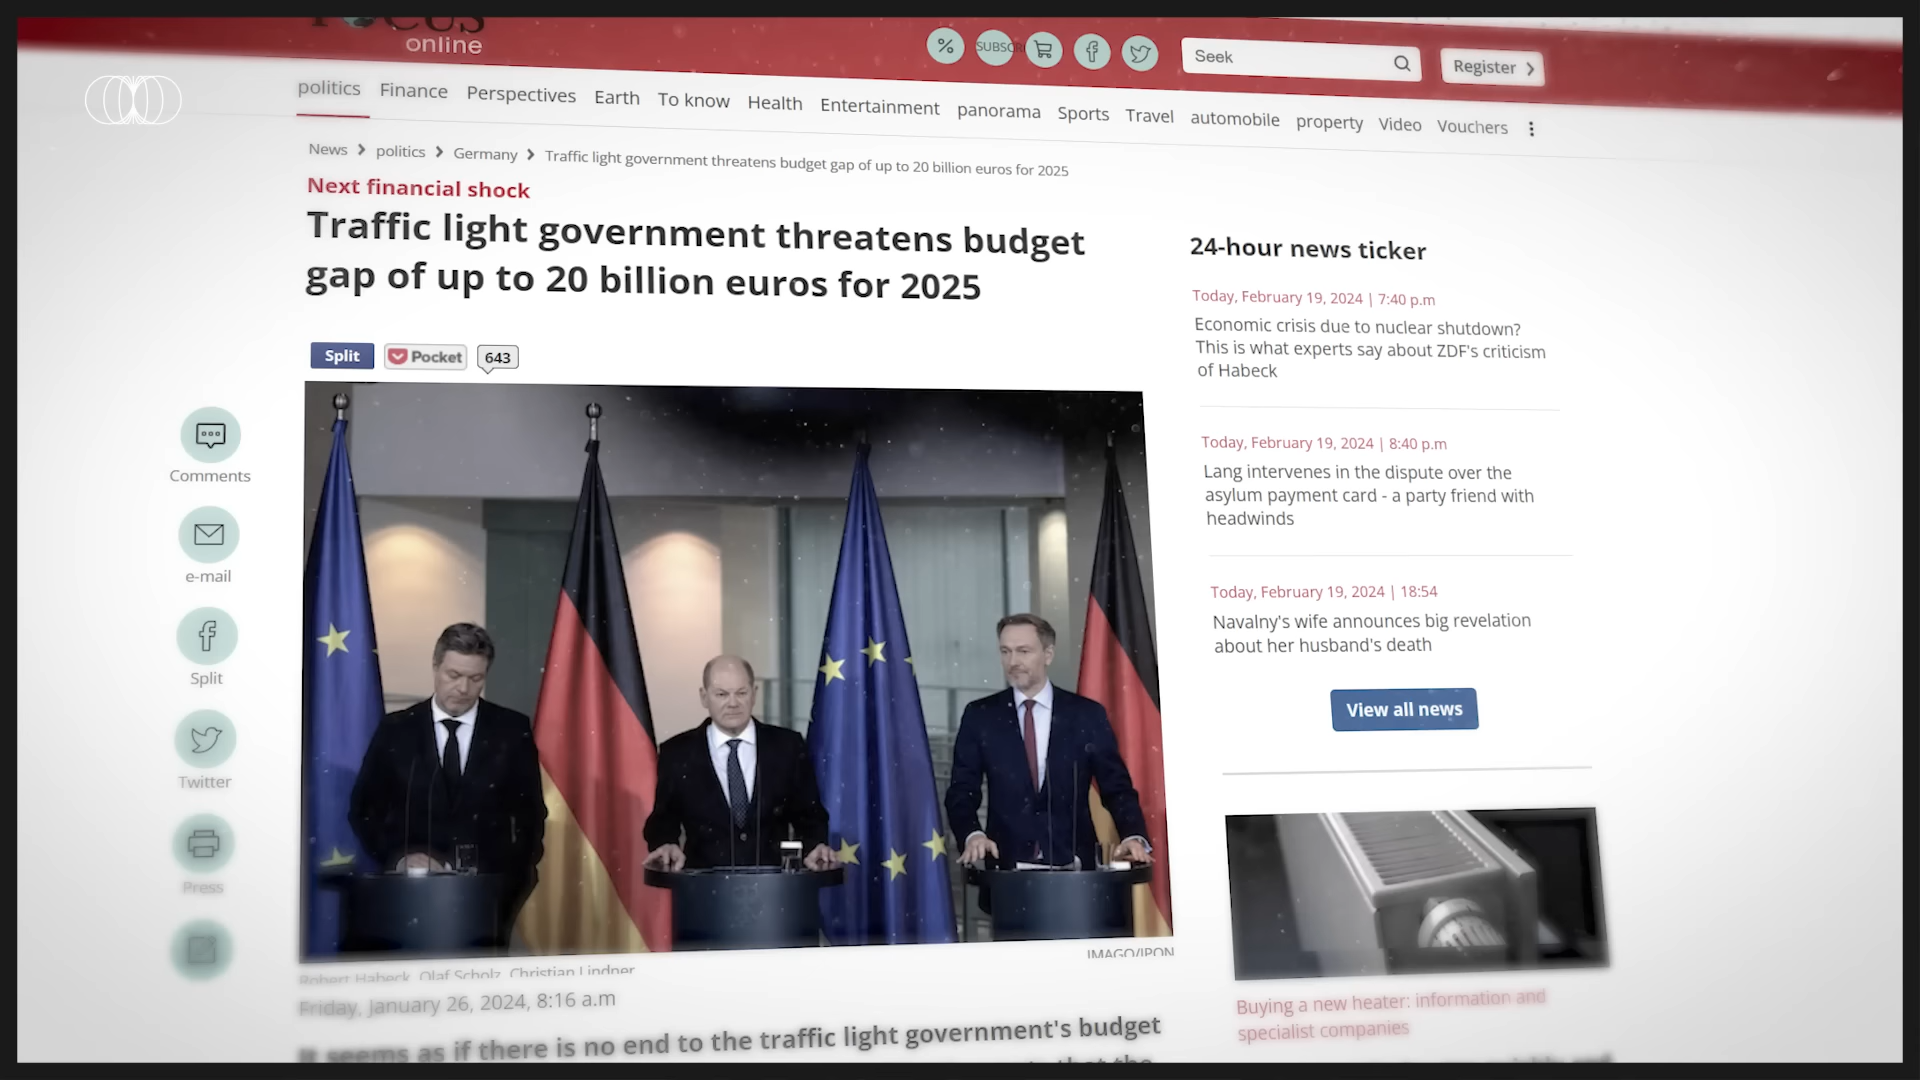 FOCUS
online
SUBSCR
Seek
Register
politics Finance Perspectives Earth To know Health Entertainment panorama Sports Travel automobile property Video Vouchers
News > politics > Germany > Traffic light government threatens budget gap of up to 20 billion euros for 2025
Next financial shock
Traffic light government threatens budget
gap of up to 20 billion euros for 2025
Split Pocket 643
Comments
e-mail
Split
Twitter
Press
IMAGO/IPON
Robert Habeck, Olaf Scholz, Christian Lindner
Friday, January 26, 2024, 8:16 a.m
It seems as if there is no end to the traffic light government's budget
that the
24-hour news ticker
Today, February 19, 2024 | 7:40 p.m
Economic crisis due to nuclear shutdown?
This is what experts say about ZDF's criticism
of Habeck
Today, February 19, 2024 | 8:40 p.m
Lang intervenes in the dispute over the
asylum payment card - a party friend with
headwinds
Today, February 19, 2024 | 18:54
Navalny's wife announces big revelation
about her husband's death
View all news
Buying a new heater: information and
specialist companies